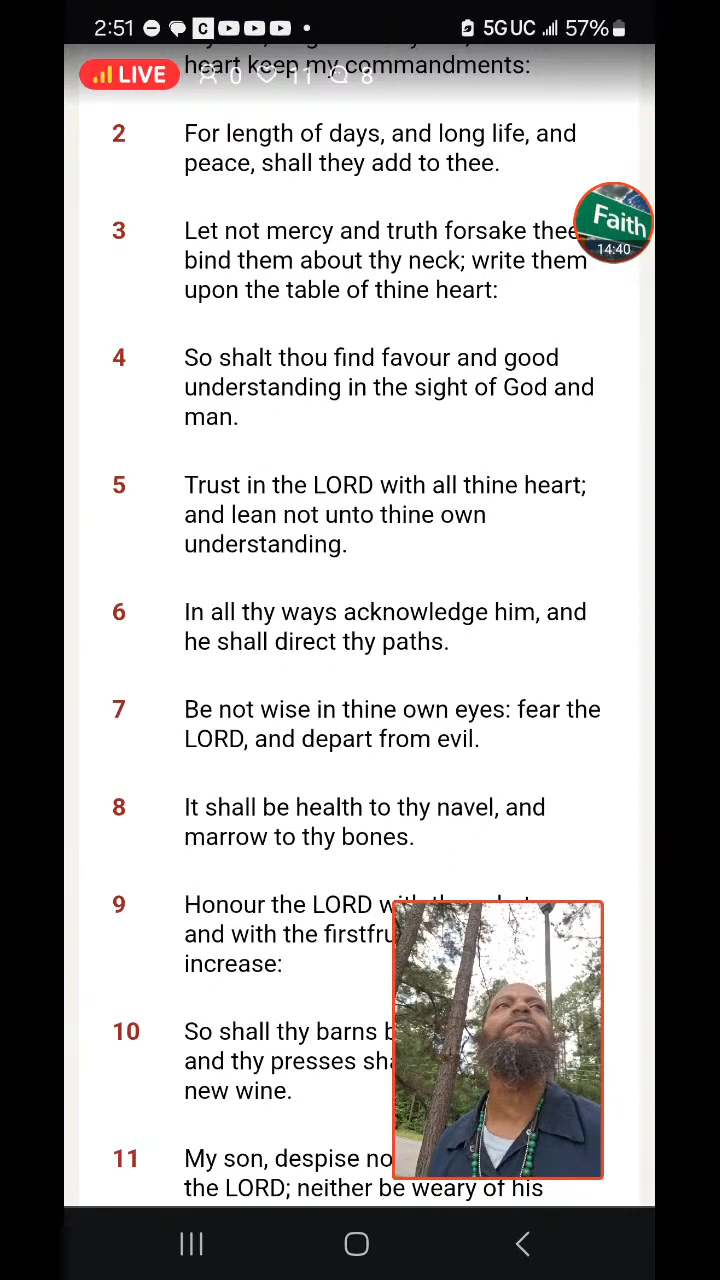 2:51
5G UC
57%
LIVE 0 11 8
heart keep my commandments:
2 For length of days, and long life, and
peace, shall they add to thee.
3 Let not mercy and truth forsake thee
bind them about thy neck; write them
upon the table of thine heart:
Faith
14:40
4 So shalt thou find favour and good
understanding in the sight of God and
man.
5 Trust in the LORD with all thine heart;
and lean not unto thine own
understanding.
6 In all thy ways acknowledge him, and
he shall direct thy paths.
7 Be not wise in thine own eyes: fear the
LORD, and depart from evil.
8 It shall be health to thy navel, and
marrow to thy bones.
9 Honour the LORD
and with the
increase:
10 So shall thy barns
and thy presses
new wine.
11 My son, despise
the LORD; neither be weary of his